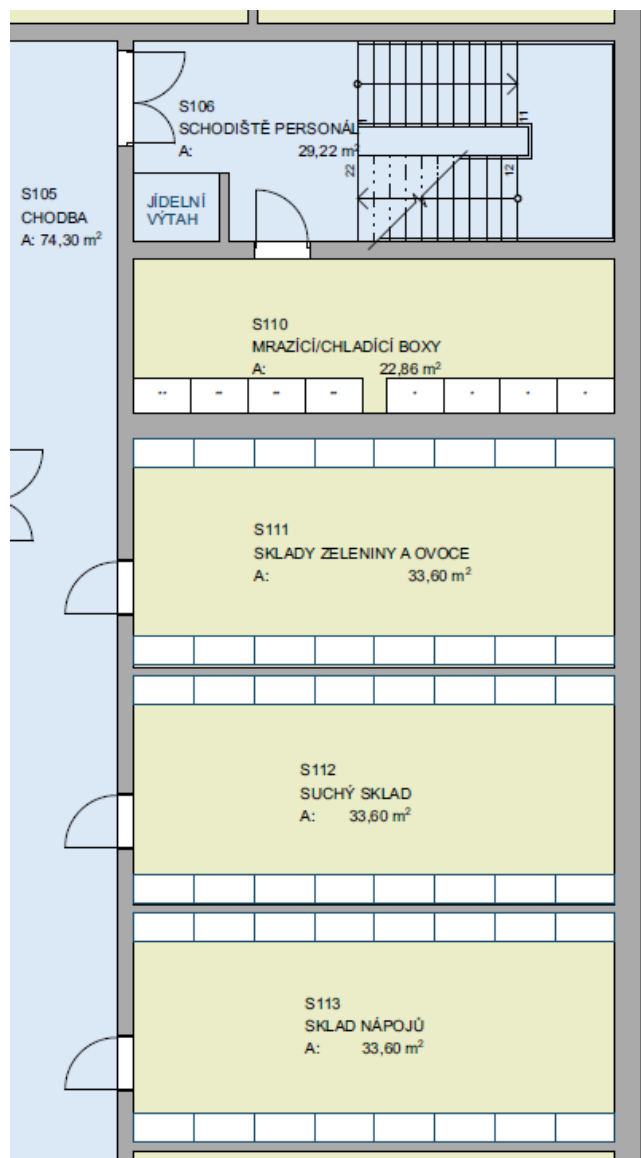 S106
SCHODIŠTĚ PERSONÁL
A: 29,22 m²
11
11
22
12
S105
CHODBA
A: 74,30 m²
JÍDELNÍ
VÝTAH
S110
MRAZÍCÍ/CHLADÍCÍ BOXY
A: 22,86 m²
** ** ** ** * * * *
S111
SKLADY ZELENINY A OVOCE
A: 33,60 m²
S112
SUCHÝ SKLAD
A: 33,60 m²
S113
SKLAD NÁPOJŮ
A: 33,60 m²